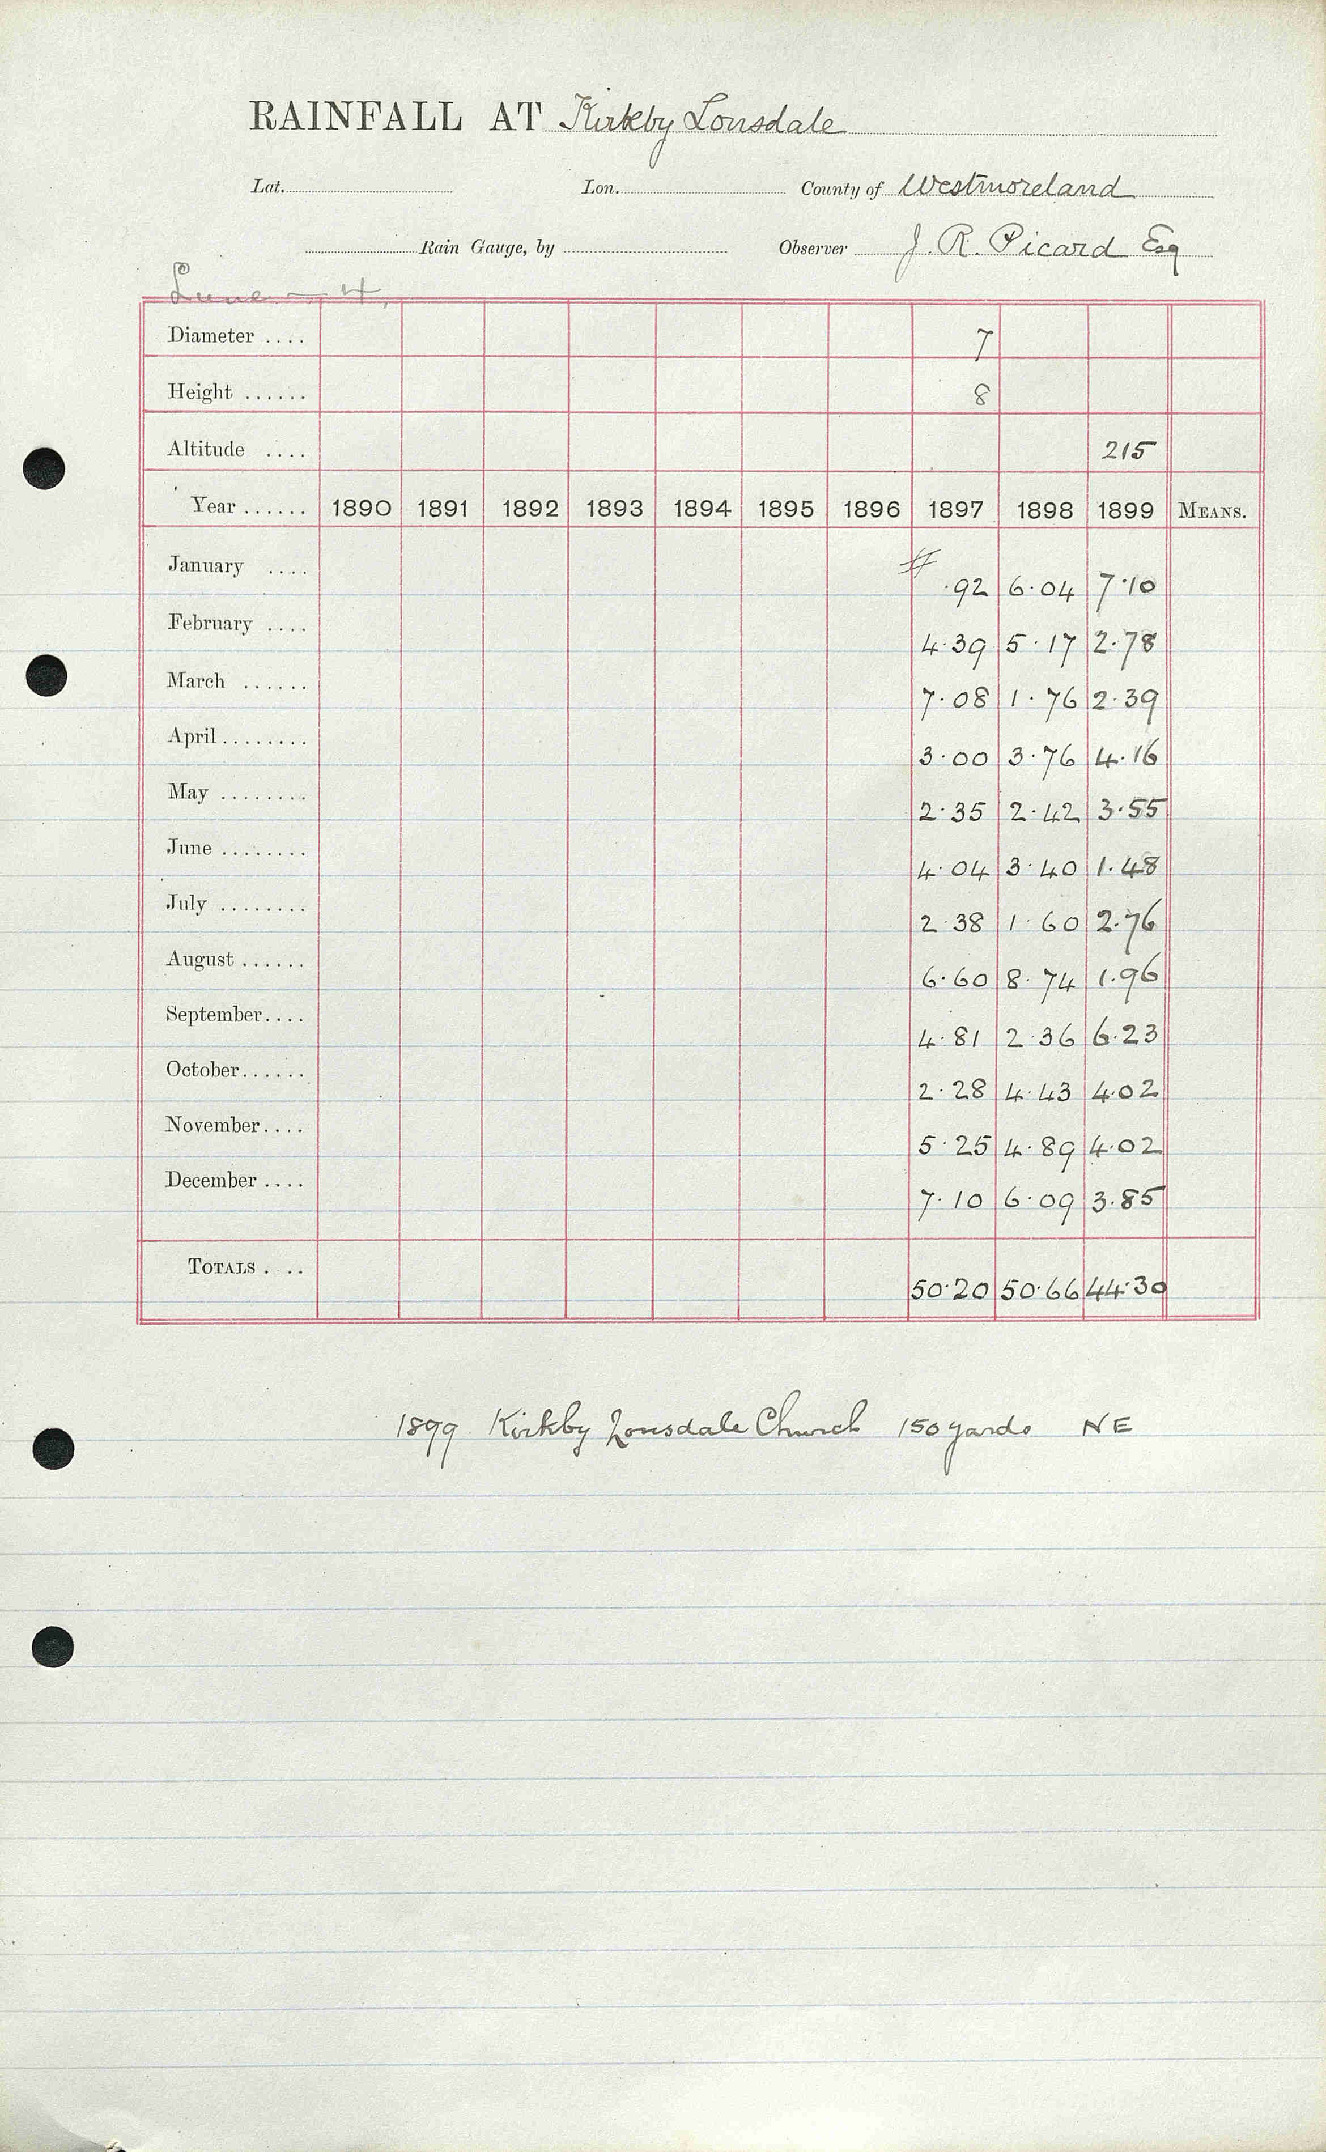 RAINFALL AT Kirkby Lonsdale
Lat. Lon. County of Westmoreland
Rain Gauge, by Observer J. R. Picard Esq
Lune – 4,
Diameter .... 7
Height ...... 8
Altitude .... 215
Year ...... 1890 1891 1892 1893 1894 1895 1896 1897 1898 1899 MEANS.
January .... # ·92 6·04 7·10
February .... 4·39 5·17 2·78
March ...... 7·08 1·76 2·39
April ........ 3·00 3·76 4·16
May ........ 2·35 2·42 3·55
June ........ 4·04 3·40 1·48
July ........ 2·38 1·60 2·76
August ...... 6·60 8·74 1·96
September.... 4·81 2·36 6·23
October...... 2·28 4·43 4·02
November.... 5·25 4·89 4·02
December .... 7·10 6·09 3·85
TOTALS . .. 50·20 50·66 44·30
1899 Kirkby Lonsdale Church 150 yards NE